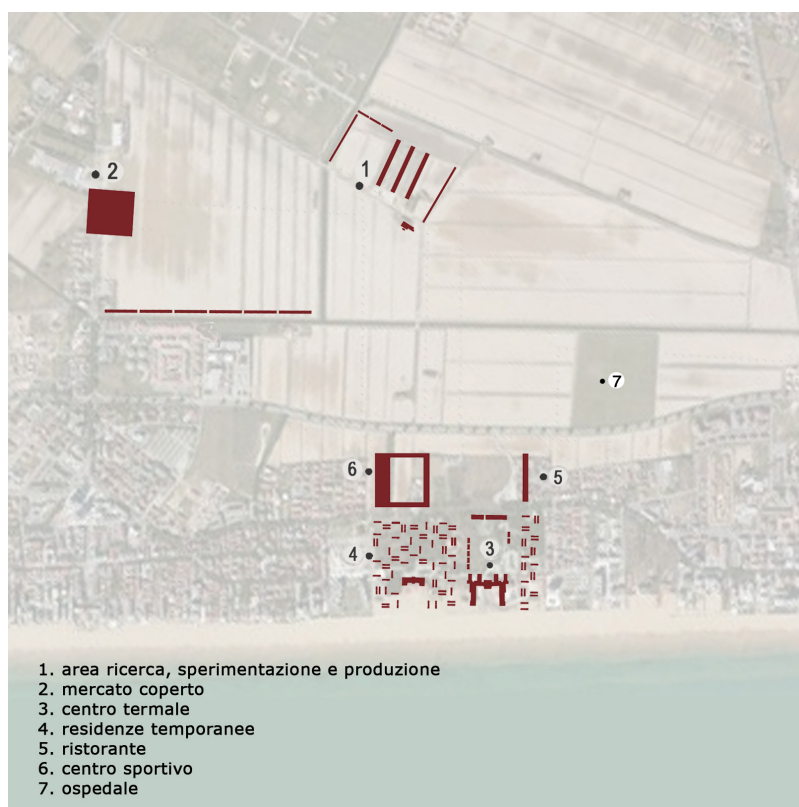 1
2
7
6
5
3
4
1. area ricerca, sperimentazione e produzione
2. mercato coperto
3. centro termale
4. residenze temporanee
5. ristorante
6. centro sportivo
7. ospedale